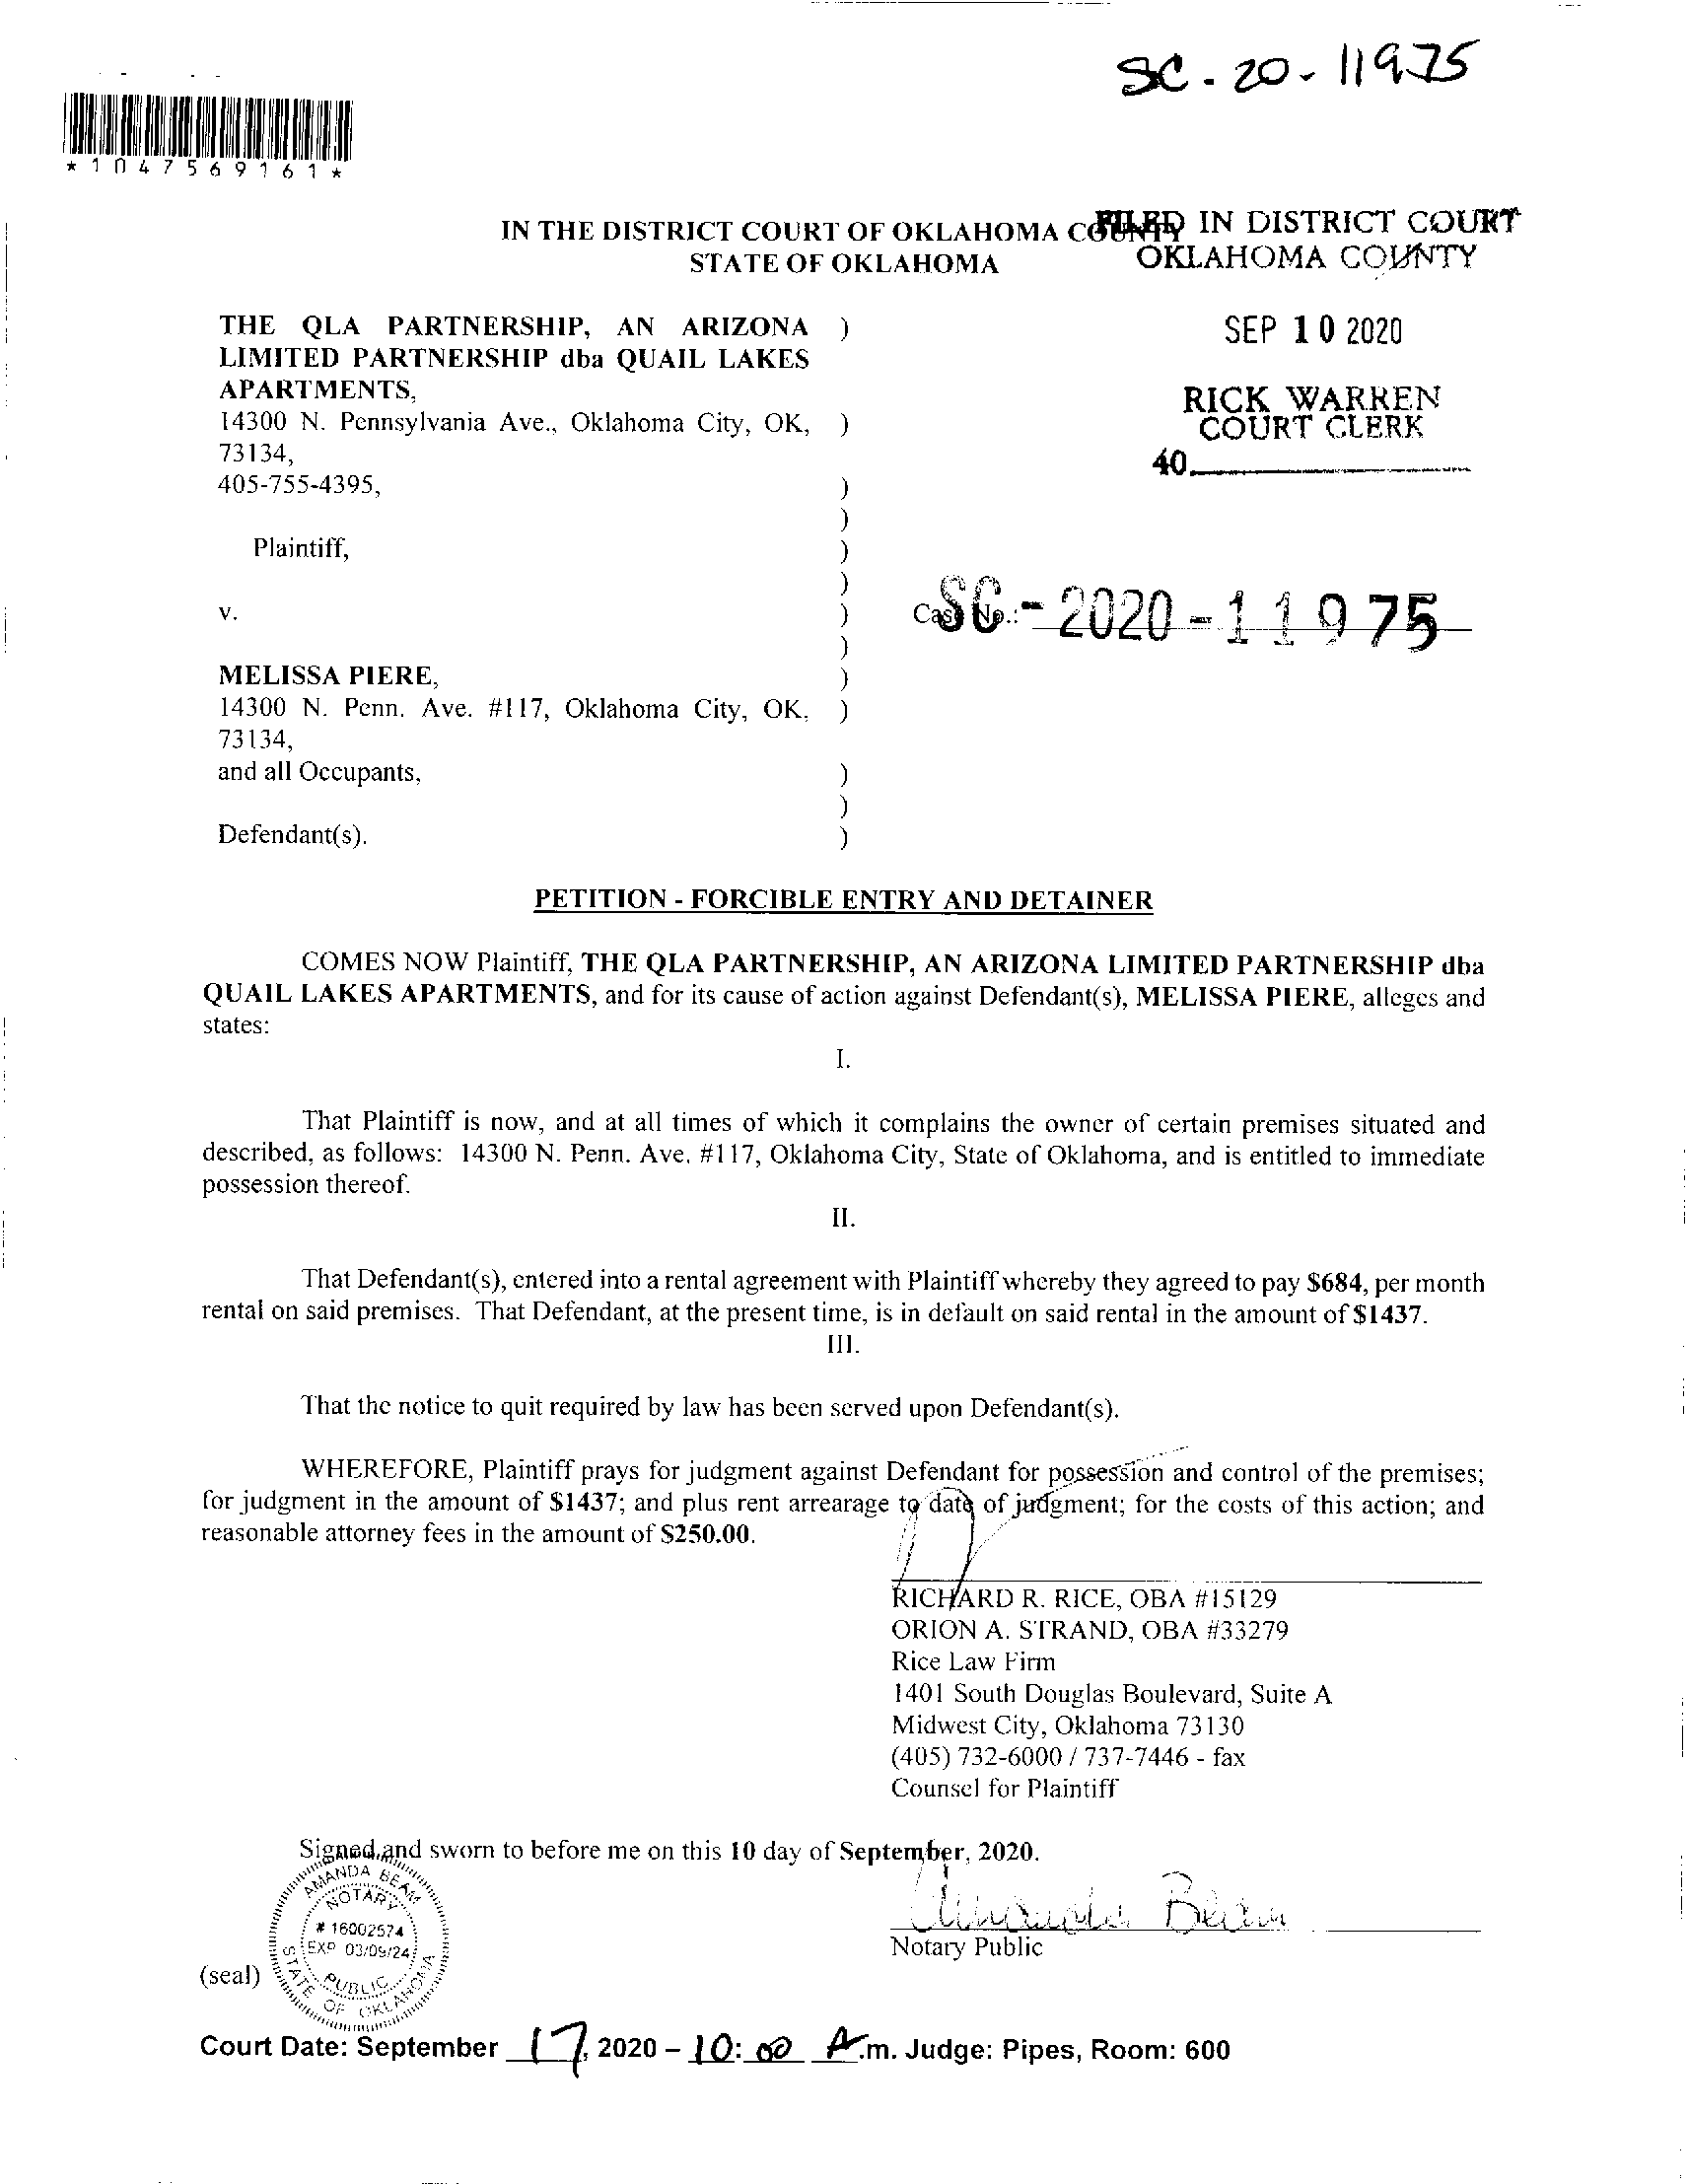 SC-20-11975
*1047569161*
IN THE DISTRICT COURT OF OKLAHOMA COUNTY
STATE OF OKLAHOMA
FILED IN DISTRICT COURT
OKLAHOMA COUNTY
SEP 10 2020
RICK WARREN
COURT CLERK
40.
THE QLA PARTNERSHIP, AN ARIZONA )
LIMITED PARTNERSHIP dba QUAIL LAKES
APARTMENTS,
14300 N. Pennsylvania Ave., Oklahoma City, OK, )
73134,
405-755-4395, )
)
Plaintiff, )
)
v. )
)
Case No.: SC-2020-11975
MELISSA PIERE, )
14300 N. Penn. Ave. #117, Oklahoma City, OK, )
73134,
and all Occupants, )
)
Defendant(s). )
PETITION - FORCIBLE ENTRY AND DETAINER
COMES NOW Plaintiff, THE QLA PARTNERSHIP, AN ARIZONA LIMITED PARTNERSHIP dba
QUAIL LAKES APARTMENTS, and for its cause of action against Defendant(s), MELISSA PIERE, alleges and
states:
I.
That Plaintiff is now, and at all times of which it complains the owner of certain premises situated and
described, as follows: 14300 N. Penn. Ave. #117, Oklahoma City, State of Oklahoma, and is entitled to immediate
possession thereof.
II.
That Defendant(s), entered into a rental agreement with Plaintiff whereby they agreed to pay $684, per month
rental on said premises. That Defendant, at the present time, is in default on said rental in the amount of $1437.
III.
That the notice to quit required by law has been served upon Defendant(s).
WHEREFORE, Plaintiff prays for judgment against Defendant for possession and control of the premises;
for judgment in the amount of $1437; and plus rent arrearage to date of judgment; for the costs of this action; and
reasonable attorney fees in the amount of $250.00.
RICHARD R. RICE, OBA #15129
ORION A. STRAND, OBA #33279
Rice Law Firm
1401 South Douglas Boulevard, Suite A
Midwest City, Oklahoma 73130
(405) 732-6000 / 737-7446 - fax
Counsel for Plaintiff
Signed and sworn to before me on this 10 day of September, 2020.
AMANDA BEAM
NOTARY
# 16002574
EXP 03/09/24
PUBLIC
STATE OF OKLAHOMA
Amanda Beam
Notary Public
(seal)
Court Date: September 17, 2020 – 10:00 A.m. Judge: Pipes, Room: 600